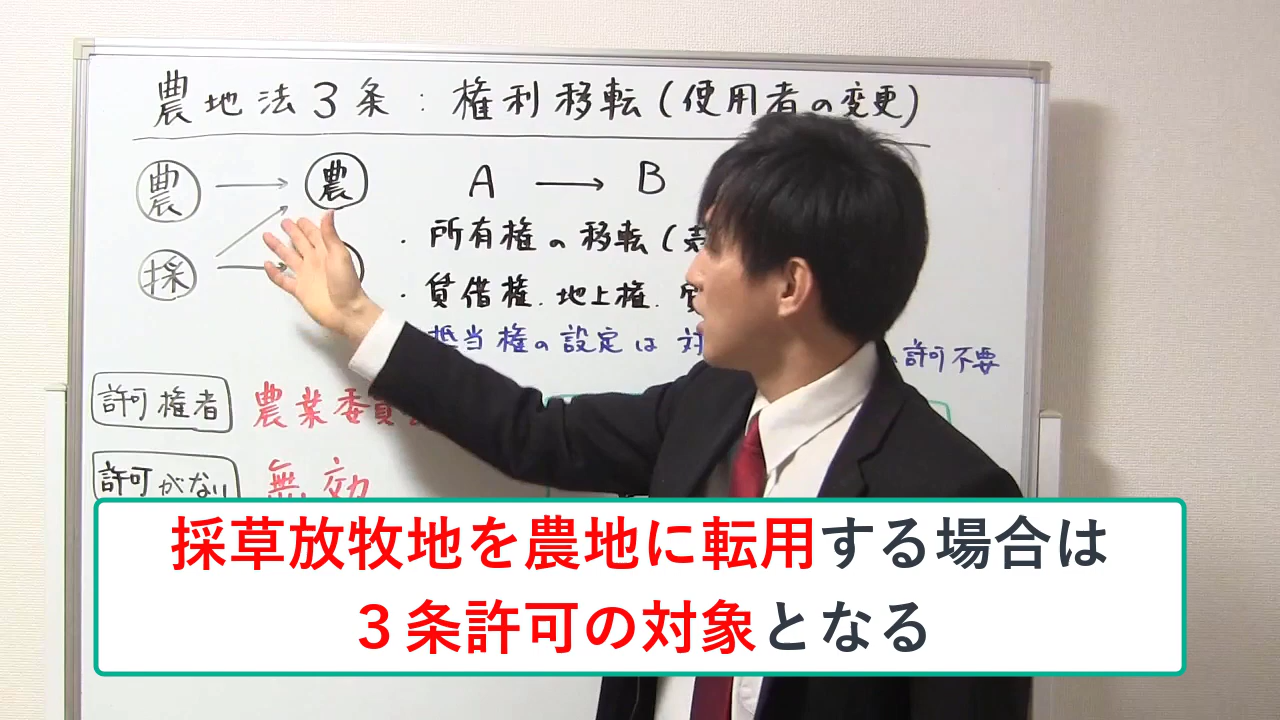 農地法3条：権利移転(使用者の変更)
農 → 農 A → B
・所有権の移転(売
採 →
・賃借権.地上権.
抵当権の設定は 対 許可不要
許可権者 農業委員
許可がない 無効
採草放牧地を農地に転用する場合は
３条許可の対象となる